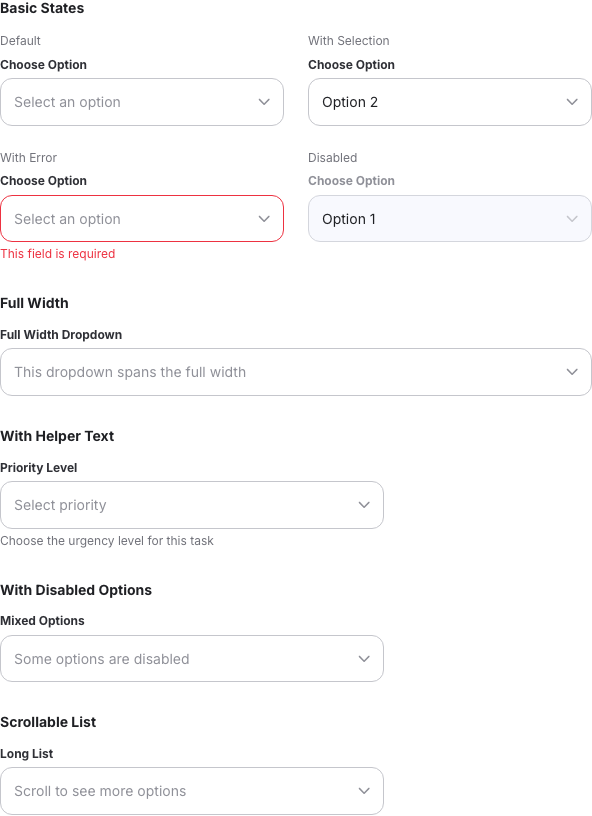 Basic States
Default
With Selection
Choose Option
Choose Option
Select an option
Option 2
With Error
Disabled
Choose Option
Choose Option
Select an option
Option 1
This field is required
Full Width
Full Width Dropdown
This dropdown spans the full width
With Helper Text
Priority Level
Select priority
Choose the urgency level for this task
With Disabled Options
Mixed Options
Some options are disabled
Scrollable List
Long List
Scroll to see more options